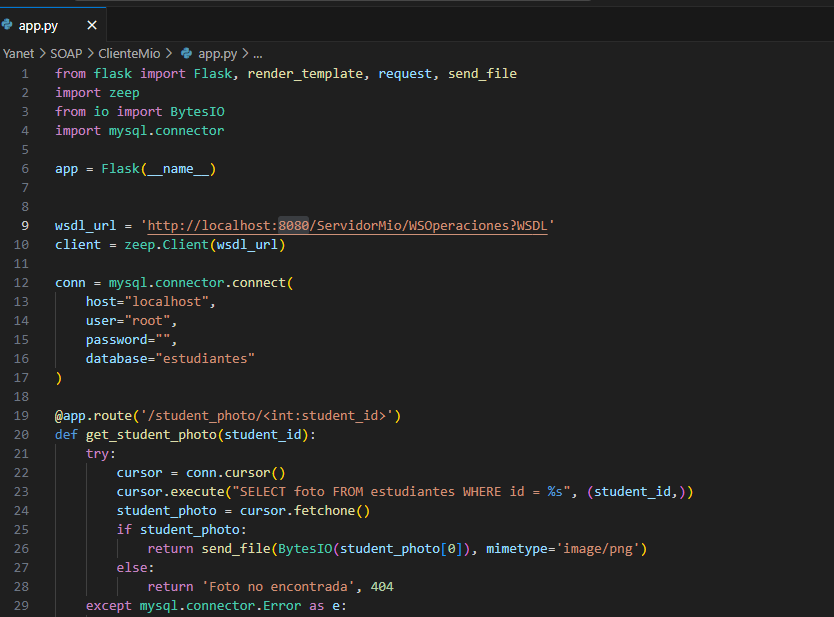 app.py
Yanet > SOAP > ClienteMio > app.py > ...
1 from flask import Flask, render_template, request, send_file
2 import zeep
3 from io import BytesIO
4 import mysql.connector
5
6 app = Flask(__name__)
7
8
9 wsdl_url = 'http://localhost:8080/ServidorMio/WSOperaciones?WSDL'
10 client = zeep.Client(wsdl_url)
11
12 conn = mysql.connector.connect(
13     host="localhost",
14     user="root",
15     password="",
16     database="estudiantes"
17 )
18
19 @app.route('/student_photo/<int:student_id>')
20 def get_student_photo(student_id):
21     try:
22         cursor = conn.cursor()
23         cursor.execute("SELECT foto FROM estudiantes WHERE id = %s", (student_id,))
24         student_photo = cursor.fetchone()
25         if student_photo:
26             return send_file(BytesIO(student_photo[0]), mimetype='image/png')
27         else:
28             return 'Foto no encontrada', 404
29     except mysql.connector.Error as e: